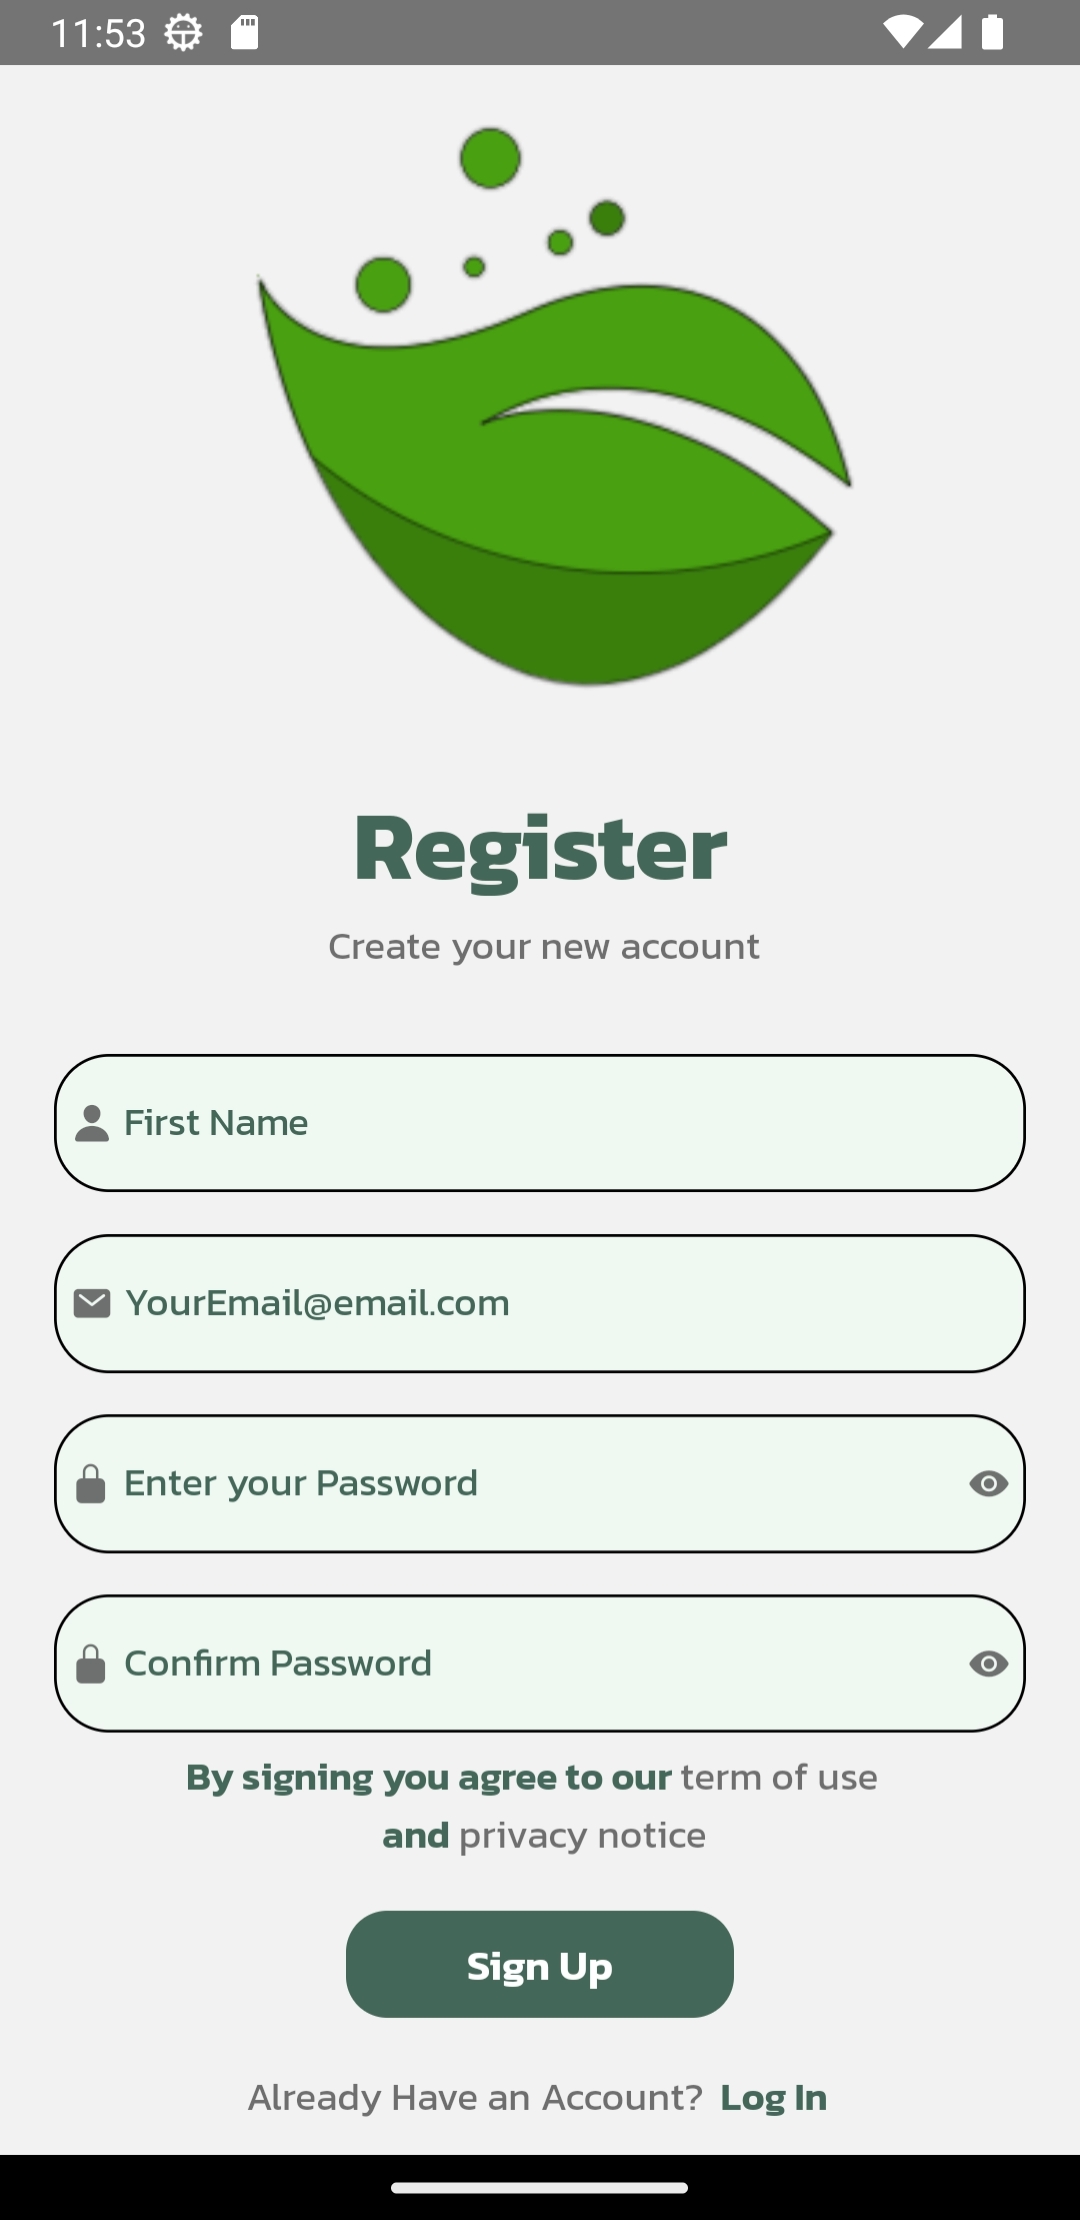 11:53
Register
Create your new account
First Name
YourEmail@email.com
Enter your Password
Confirm Password
By signing you agree to our term of use
and privacy notice
Sign Up
Already Have an Account? Log In